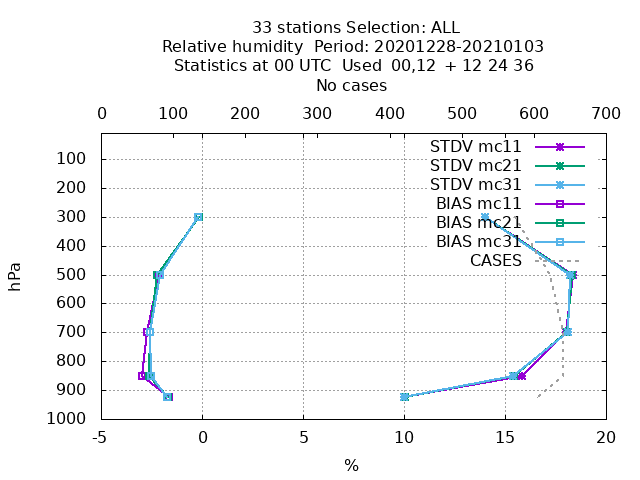 33 stations Selection: ALL
Relative humidity  Period: 20201228-20210103
Statistics at 00 UTC  Used  00,12  + 12 24 36
No cases
0 100 200 300 400 500 600 700
STDV mc11
STDV mc21
STDV mc31
BIAS mc11
BIAS mc21
BIAS mc31
CASES
hPa
100
200
300
400
500
600
700
800
900
1000
-5 0 5 10 15 20
%